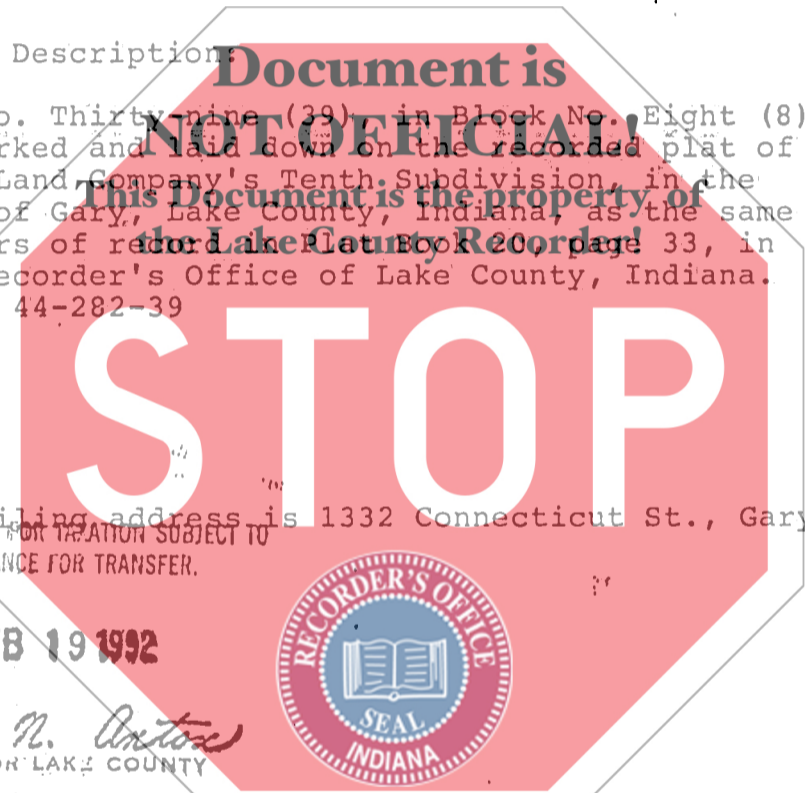 Description:
Document is
o. Thirty-nine (39), in Block No. Eight (8)
NOT OFFICIAL!
rked and laid down on the recorded plat of
Land Company's Tenth Subdivision, in the
This Document is the property of
of Gary, Lake County, Indiana, as the same
rs of record in Plat Book 20, page 33, in
the Lake County Recorder!
ecorder's Office of Lake County, Indiana.
44-282-39
STOP
iling address is 1332 Connecticut St., Gary
FOR TAXATION SUBJECT TO
NCE FOR TRANSFER.
RECORDER'S OFFICE
B 19 1992
SEAL
INDIANA
N. Anton
OR LAKE COUNTY